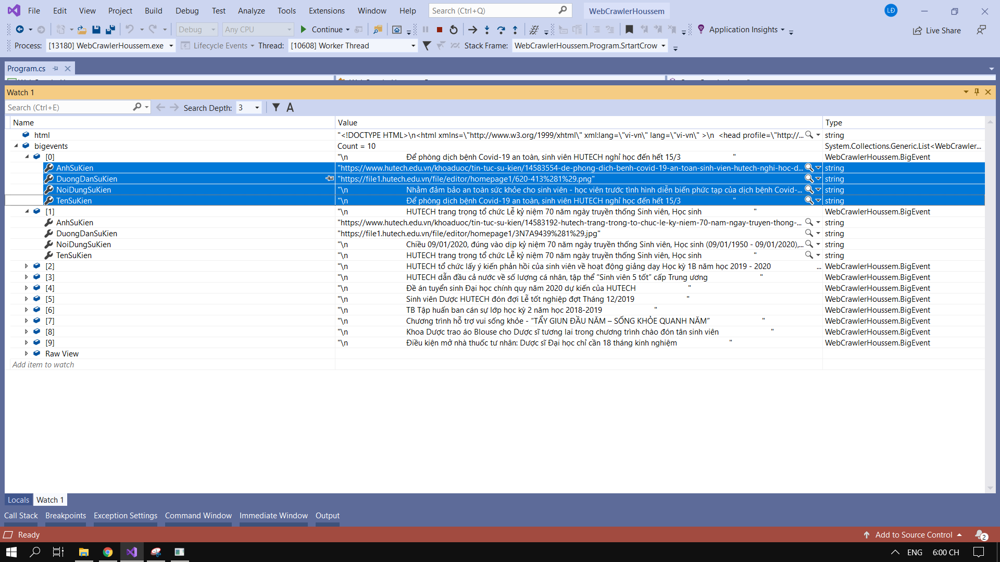 File Edit View Project Build Debug Test Analyze Tools Extensions Window Help Search (Ctrl+Q) WebCrawlerHoussem LĐ
Debug Any CPU Continue Application Insights Live Share
Process: [13180] WebCrawlerHoussem.exe Lifecycle Events Thread: [10608] Worker Thread Stack Frame: WebCrawlerHoussem.Program.SrtartCrow
Program.cs
Watch 1
Search (Ctrl+E) Search Depth: 3 A
Name Value Type
html "<!DOCTYPE HTML>\n<html xmlns=\"http://www.w3.org/1999/xhtml\" xml:lang=\"vi-vn\" lang=\"vi-vn\" >\n <head profile=\"http://... string
bigevents Count = 10 System.Collections.Generic.List<WebCrawler...
[0] "\n Để phòng dịch bệnh Covid-19 an toàn, sinh viên HUTECH nghỉ học đến hết 15/3 " WebCrawlerHoussem.BigEvent
AnhSuKien "https://www.hutech.edu.vn/khoaduoc/tin-tuc-su-kien/14583554-de-phong-dich-benh-covid-19-an-toan-sinh-vien-hutech-nghi-hoc-d... string
DuongDanSuKien "https://file1.hutech.edu.vn/file/editor/homepage1/620-413%281%29.png" string
NoiDungSuKien "\n Nhằm đảm bảo an toàn sức khỏe cho sinh viên - học viên trước tình hình diễn biến phức tạp của dịch bệnh Covid-... string
TenSuKien "\n Để phòng dịch bệnh Covid-19 an toàn, sinh viên HUTECH nghỉ học đến hết 15/3 " string
[1] "\n HUTECH trang trọng tổ chức Lễ kỷ niệm 70 năm ngày truyền thống Sinh viên, Học sinh " WebCrawlerHoussem.BigEvent
AnhSuKien "https://www.hutech.edu.vn/khoaduoc/tin-tuc-su-kien/14583192-hutech-trang-trong-to-chuc-le-ky-niem-70-nam-ngay-truyen-thong-... string
DuongDanSuKien "https://file1.hutech.edu.vn/file/editor/homepage1/3N7A9439%281%29.jpg" string
NoiDungSuKien "\n Chiều 09/01/2020, đúng vào dịp kỷ niệm 70 năm ngày truyền thống Sinh viên, Học sinh (09/01/1950 - 09/01/2020),... string
TenSuKien "\n HUTECH trang trọng tổ chức Lễ kỷ niệm 70 năm ngày truyền thống Sinh viên, Học sinh " string
[2] "\n HUTECH tổ chức lấy ý kiến phản hồi của sinh viên về hoạt động giảng dạy Học kỳ 1B năm học 2019 - 2020 ... WebCrawlerHoussem.BigEvent
[3] "\n HUTECH dẫn đầu cả nước về số lượng cá nhân, tập thể “Sinh viên 5 tốt” cấp Trung ương " WebCrawlerHoussem.BigEvent
[4] "\n Đề án tuyển sinh Đại học chính quy năm 2020 dự kiến của HUTECH " WebCrawlerHoussem.BigEvent
[5] "\n Sinh viên Dược HUTECH đón đợi Lễ tốt nghiệp đợt Tháng 12/2019 " WebCrawlerHoussem.BigEvent
[6] "\n TB Tập huấn ban cán sự lớp học kỳ 2 năm học 2018-2019 " WebCrawlerHoussem.BigEvent
[7] "\n Chương trình hỗ trợ vui sống khỏe - “TẨY GIUN ĐẦU NĂM – SỐNG KHỎE QUANH NĂM” " WebCrawlerHoussem.BigEvent
[8] "\n Khoa Dược trao áo Blouse cho Dược sĩ tương lai trong chương trình chào đón tân sinh viên " WebCrawlerHoussem.BigEvent
[9] "\n Điều kiện mở nhà thuốc tư nhân: Dược sĩ Đại học chỉ cần 18 tháng kinh nghiệm " WebCrawlerHoussem.BigEvent
Raw View
Add item to watch
Locals Watch 1
Call Stack Breakpoints Exception Settings Command Window Immediate Window Output
Ready Add to Source Control 2
ENG 6:00 CH